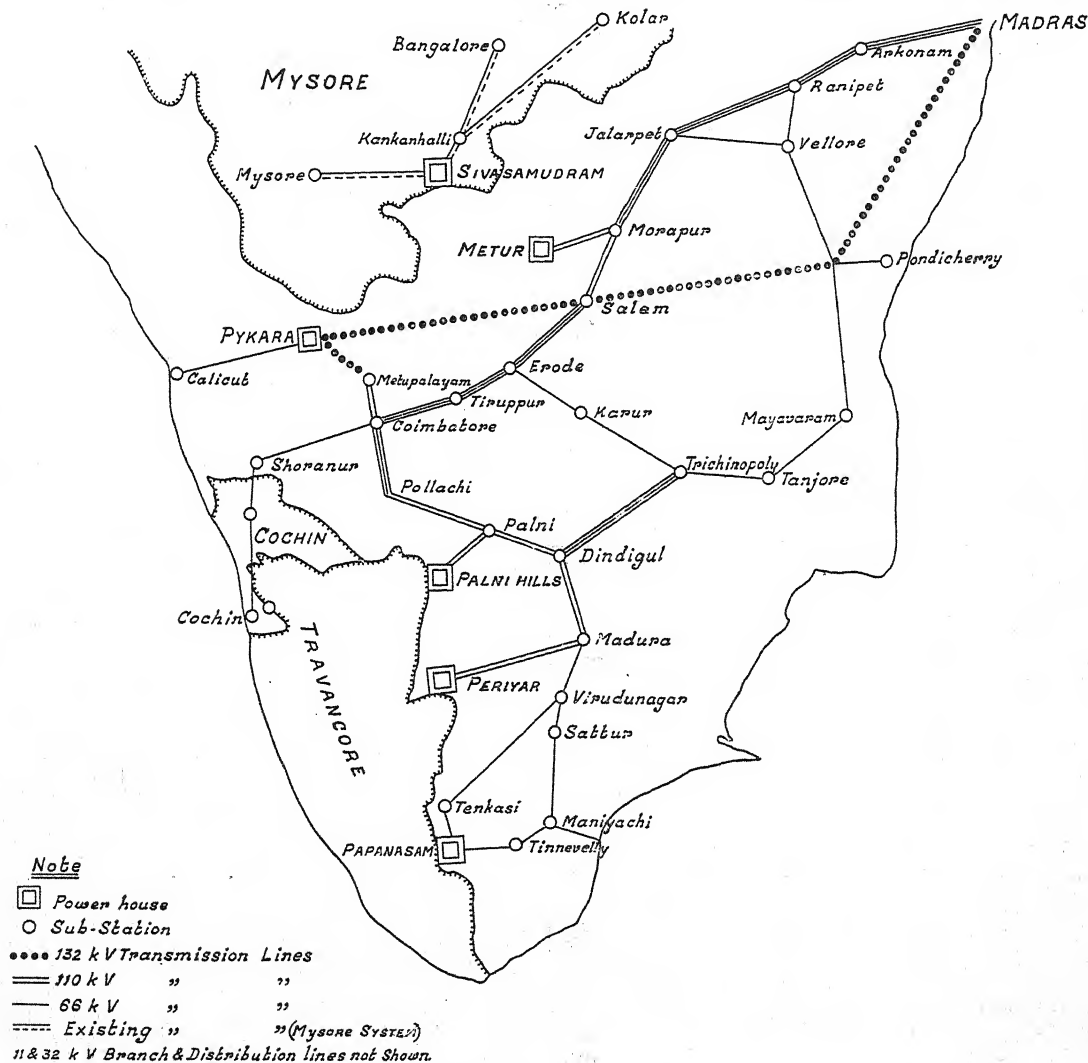 Kolar
Bangalore
MADRAS
Arkonam
MYSORE
Ranipet
Kankanhalli
Jalarpet
Vellore
Mysore
SIVASAMUDRAM
Morapur
METUR
Pondicherry
Salem
PYKARA
Erode
Calicut
Metupalayam
Tiruppur
Karur
Mayavaram
Coimbatore
Shoranur
Trichinopoly
Tanjore
Pollachi
Palni
COCHIN
Dindigul
PALNI HILLS
Cochin
TRAVANCORE
Madura
PERIYAR
Virudunagar
Sattur
Tenkasi
Maniyachi
PAPANASAM
Tinnevelly
Note
Power house
Sub-Station
132 kV Transmission Lines
110 kV " "
66 kV " "
Existing " " (MYSORE SYSTEM)
11 & 32 kV Branch & Distribution lines not Shown.